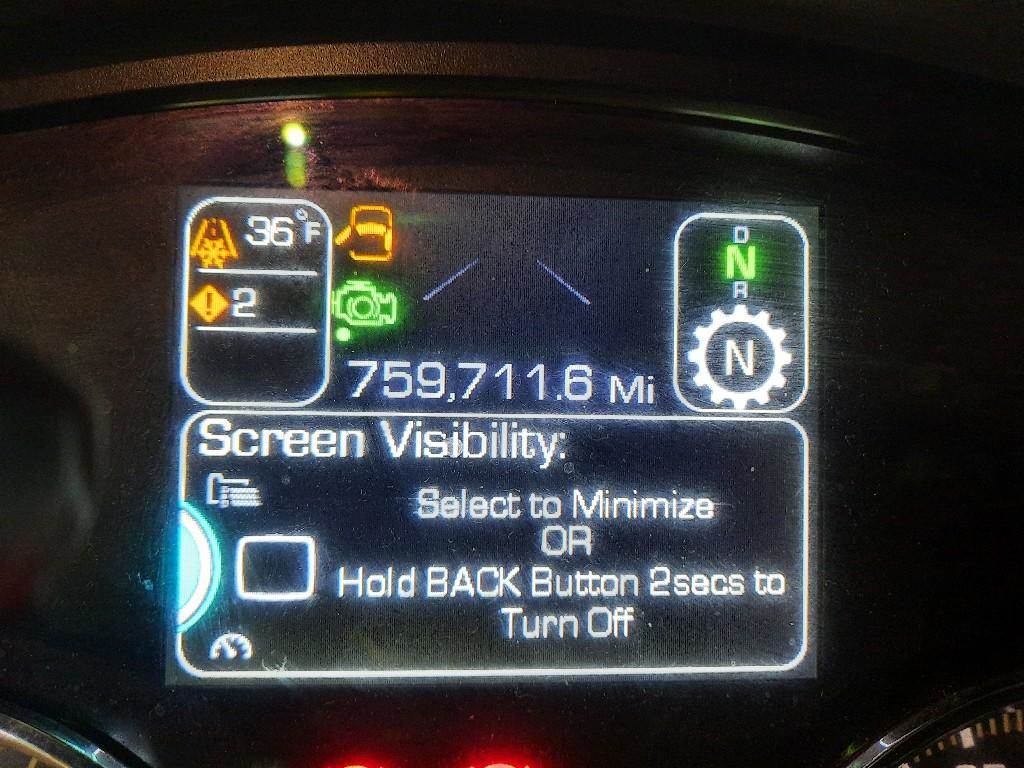 36°F
2
D
N
R
N
759,711.6 Mi
Screen Visibility:
Select to Minimize
OR
Hold BACK Button 2secs to
Turn Off